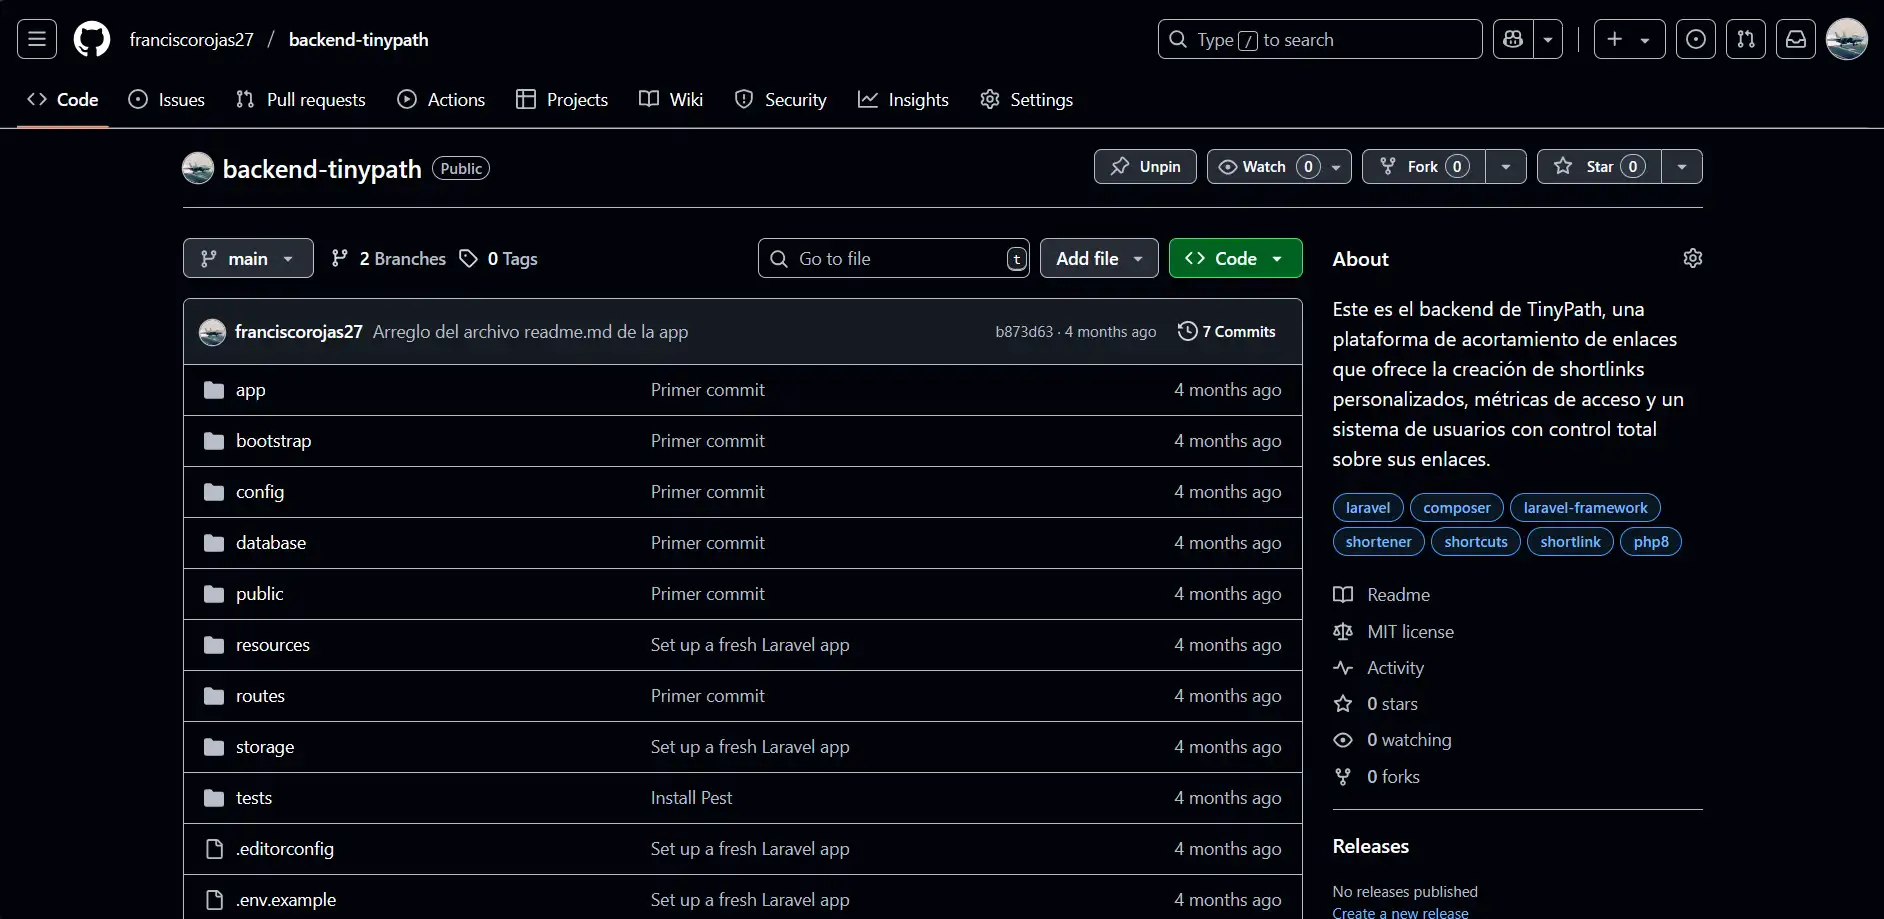 franciscorojas27 / backend-tinypath
Type / to search
Code Issues Pull requests Actions Projects Wiki Security Insights Settings
backend-tinypath Public
Unpin Watch 0 Fork 0 Star 0
main 2 Branches 0 Tags
Go to file t Add file Code
franciscorojas27 Arreglo del archivo readme.md de la app b873d63 · 4 months ago 7 Commits
app Primer commit 4 months ago
bootstrap Primer commit 4 months ago
config Primer commit 4 months ago
database Primer commit 4 months ago
public Primer commit 4 months ago
resources Set up a fresh Laravel app 4 months ago
routes Primer commit 4 months ago
storage Set up a fresh Laravel app 4 months ago
tests Install Pest 4 months ago
.editorconfig Set up a fresh Laravel app 4 months ago
.env.example Set up a fresh Laravel app 4 months ago
About
Este es el backend de TinyPath, una
plataforma de acortamiento de enlaces
que ofrece la creación de shortlinks
personalizados, métricas de acceso y un
sistema de usuarios con control total
sobre sus enlaces.
laravel composer laravel-framework
shortener shortcuts shortlink php8
Readme
MIT license
Activity
0 stars
0 watching
0 forks
Releases
No releases published
Create a new release